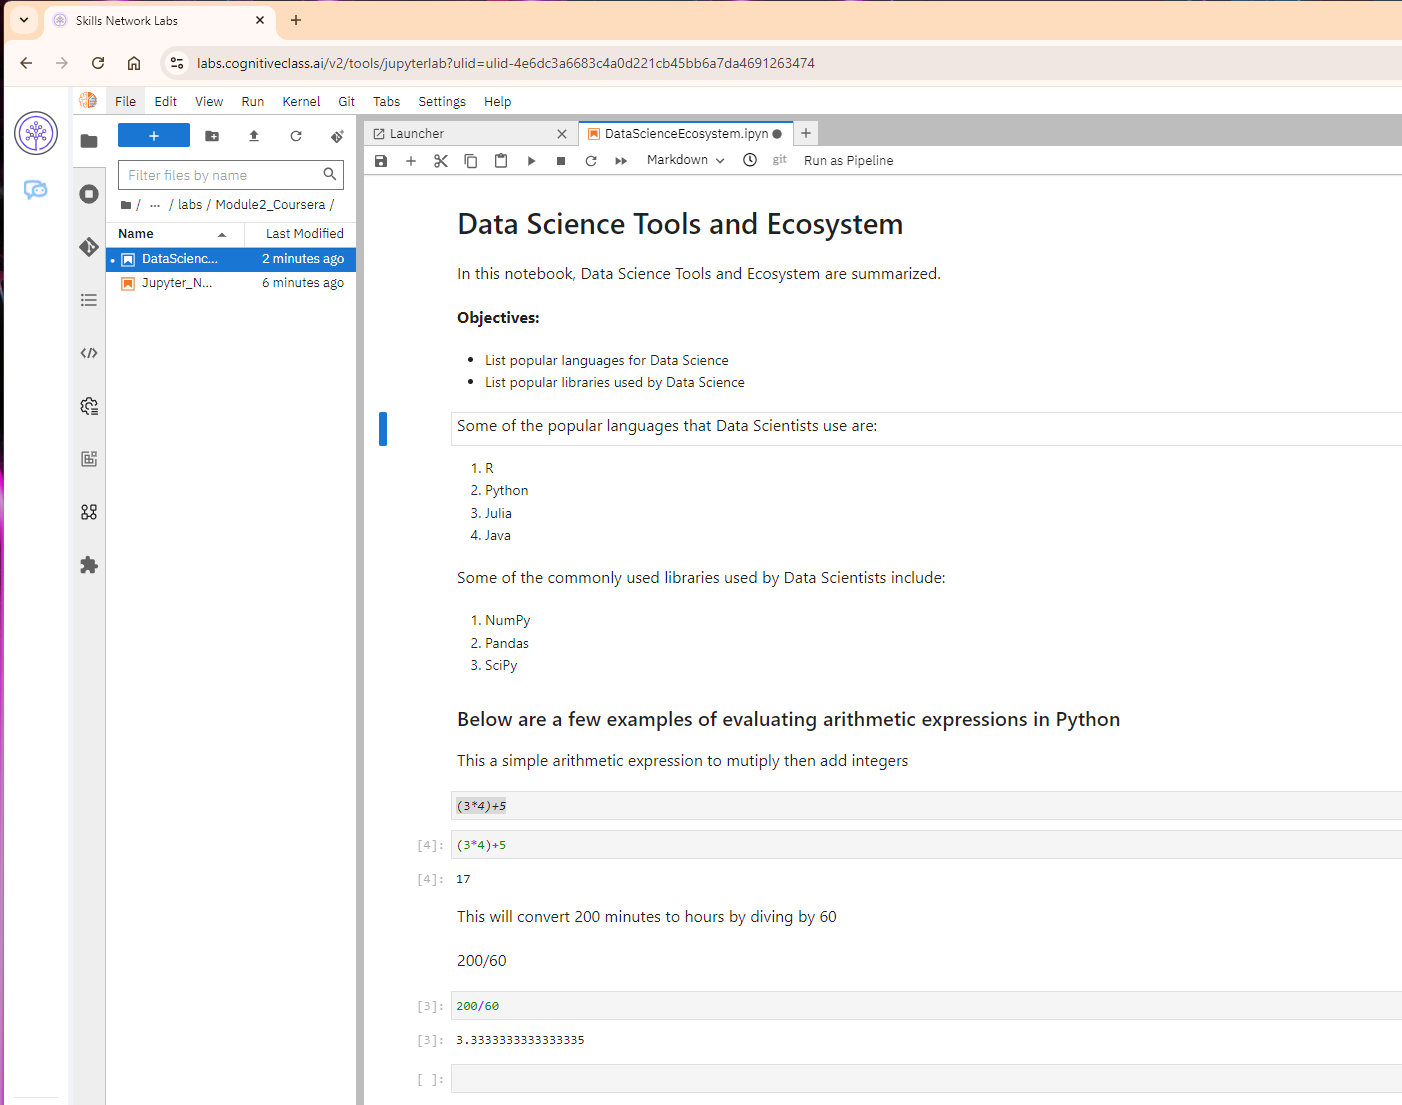 Skills Network Labs
labs.cognitiveclass.ai/v2/tools/jupyterlab?ulid=ulid-4e6dc3a6683c4a0d221cb45bb6a7da4691263474
File Edit View Run Kernel Git Tabs Settings Help
Launcher
DataScienceEcosystem.ipyn
Markdown git Run as Pipeline
Filter files by name
/ ... / labs / Module2_Coursera /
Name Last Modified
DataScienc... 2 minutes ago
Jupyter_N... 6 minutes ago
Data Science Tools and Ecosystem
In this notebook, Data Science Tools and Ecosystem are summarized.
Objectives:
• List popular languages for Data Science
• List popular libraries used by Data Science
Some of the popular languages that Data Scientists use are:
1. R
2. Python
3. Julia
4. Java
Some of the commonly used libraries used by Data Scientists include:
1. NumPy
2. Pandas
3. SciPy
Below are a few examples of evaluating arithmetic expressions in Python
This a simple arithmetic expression to mutiply then add integers
(3*4)+5
[4]: (3*4)+5
[4]: 17
This will convert 200 minutes to hours by diving by 60
200/60
[3]: 200/60
[3]: 3.3333333333333335
[ ]: